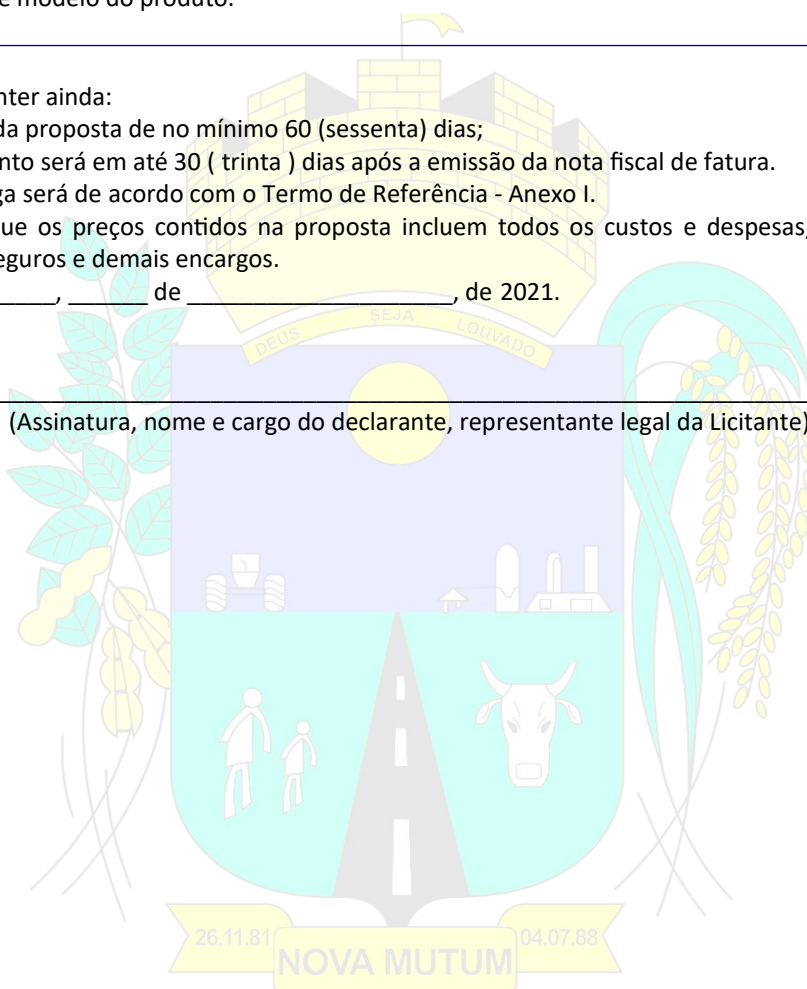 e modelo do produto.
nter ainda:
da proposta de no mínimo 60 (sessenta) dias;
nto será em até 30 ( trinta ) dias após a emissão da nota fiscal de fatura.
ga será de acordo com o Termo de Referência - Anexo I.
ue os preços contidos na proposta incluem todos os custos e despesas,
eguros e demais encargos.
_____, ______ de ____________________, de 2021.
DEUS SEJA LOUVADO
(Assinatura, nome e cargo do declarante, representante legal da Licitante)
26.11.81 04.07.88
NOVA MUTUM